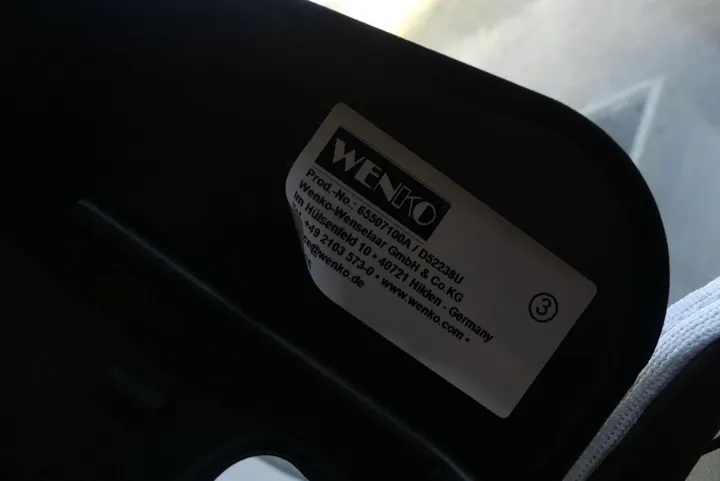 WENKO
Prod.-No.: 65507100A / D52238U
Wenko-Wenselaar GmbH & Co.KG
Im Hülsenfeld 10 • 40721 Hilden - Germany
+49 2103 573-0 • www.wenko.com •
@wenko.de
3